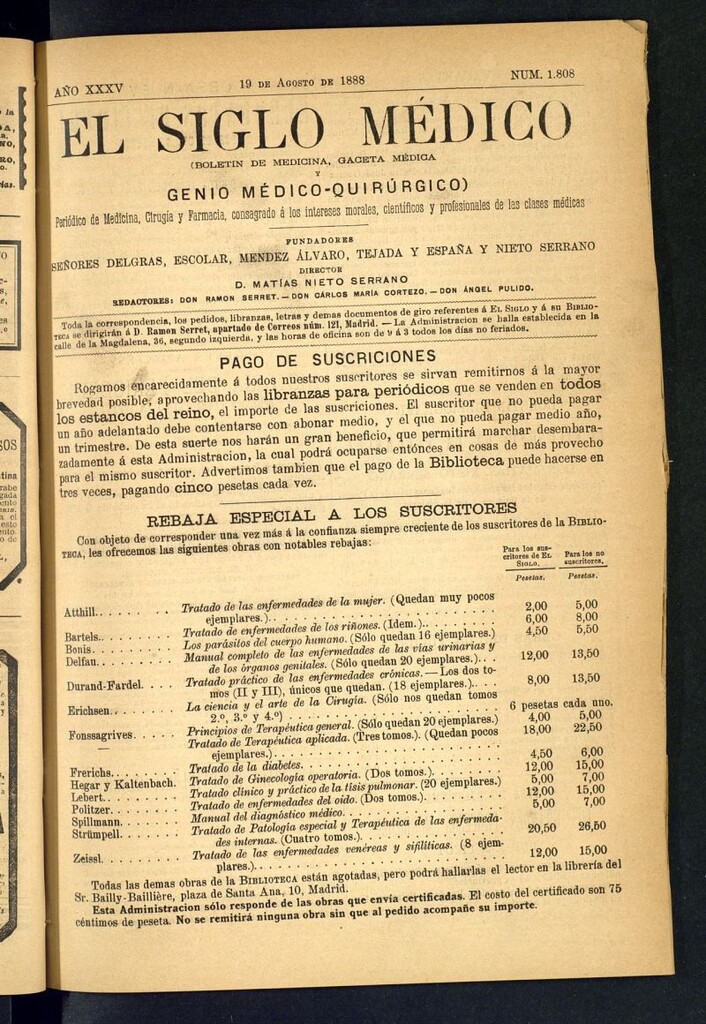 AÑO XXXV
19 DE AGOSTO DE 1888
NUM. 1.808
EL SIGLO MÉDICO
(BOLETIN DE MEDICINA, GACETA MÉDICA
Y
GENIO MÉDICO-QUIRÚRGICO)
Periódico de Medicina, Cirugía y Farmacia, consagrado á los intereses morales, científicos y profesionales de las clases médicas
FUNDADORES
SEÑORES DELGRAS, ESCOLAR, MENDEZ ÁLVARO, TEJADA Y ESPAÑA Y NIETO SERRANO
DIRECTOR
D. MATÍAS NIETO SERRANO
REDACTORES: DON RAMON SERRET. — DON CÁRLOS MARÍA CORTEZO. — DON ÁNGEL PULIDO.
Toda la correspondencia, los pedidos, libranzas, letras y demas documentos de giro referentes á EL SIGLO y á su BIBLIO-
TECA se dirigirán á D. Ramon Serret, apartado de Correos núm. 121, Madrid. — La Administracion se halla establecida en la
calle de la Magdalena, 36, segundo izquierda, y las horas de oficina son de 9 á 3 todos los días no feriados.
PAGO DE SUSCRICIONES
Rogamos encarecidamente á todos nuestros suscritores se sirvan remitirnos á la mayor
brevedad posible, aprovechando las libranzas para periódicos que se venden en todos
los estancos del reino, el importe de las suscriciones. El suscritor que no pueda pagar
un año adelantado debe contentarse con abonar medio, y el que no pueda pagar medio año,
un trimestre. De esta suerte nos harán un gran beneficio, que permitirá marchar desembara-
zadamente á esta Administracion, la cual podrá ocuparse entónces en cosas de más provecho
para el mismo suscritor. Advertimos tambien que el pago de la Biblioteca puede hacerse en
tres veces, pagando cinco pesetas cada vez.
REBAJA ESPECIAL A LOS SUSCRITORES
Con objeto de corresponder una vez más á la confianza siempre creciente de los suscritores de la BIBLIO-
TECA, les ofrecemos las siguientes obras con notables rebajas:
Para los sus-
critores de EL
SIGLO.
Para los no
suscritores.
Pesetas. Pesetas.
Atthill........ Tratado de las enfermedades de la mujer. (Quedan muy pocos
ejemplares.)........ 2,00 5,00
Bartels........ Tratado de enfermedades de los riñones. (Idem.)..... 6,00 8,00
Bonis........ Los parásitos del cuerpo humano. (Sólo quedan 16 ejemplares.) 4,50 5,50
Delfau........ Manual completo de las enfermedades de las vías urinarias y
de los órganos genitales. (Sólo quedan 20 ejemplares.)... 12,00 13,50
Durand-Fardel.... Tratado práctico de las enfermedades crónicas. — Los dos to-
mos (II y III), únicos que quedan. (18 ejemplares.).... 8,00 13,50
Erichsen........ La ciencia y el arte de la Cirugía. (Sólo nos quedan tomos
2.º, 3.º y 4.º)........ 6 pesetas cada uno.
Fonssagrives..... Principios de Terapéutica general. (Sólo quedan 20 ejemplares.) 4,00 5,00
Tratado de Terapéutica aplicada. (Tres tomos.). (Quedan pocos 18,00 22,50
ejemplares.)........
Frerichs........ Tratado de la diabetes........ 4,50 6,00
Hegar y Kaltenbach. Tratado de Ginecología operatoria. (Dos tomos.)..... 12,00 15,00
Lebert........ Tratado clínico y práctico de la tísis pulmonar. (20 ejemplares.) 5,00 7,00
Politzer........ Tratado de enfermedades del oido. (Dos tomos.)...... 12,00 15,00
Spillmann....... Manual del diagnóstico médico........ 5,00 7,00
Strümpell....... Tratado de Patología especial y Terapéutica de las enfermeda-
des internas. (Cuatro tomos.)........ 20,50 26,50
Zeissl........ Tratado de las enfermedades venéreas y sifilíticas. (8 ejem-
plares.)........ 12,00 15,00
Todas las demas obras de la BIBLIOTECA están agotadas, pero podrá hallarlas el lector en la librería del
Sr. Bailly-Baillière, plaza de Santa Ana, 10, Madrid.
Esta Administracion sólo responde de las obras que envía certificadas. El costo del certificado son 75
céntimos de peseta. No se remitirá ninguna obra sin que al pedido acompañe su importe.